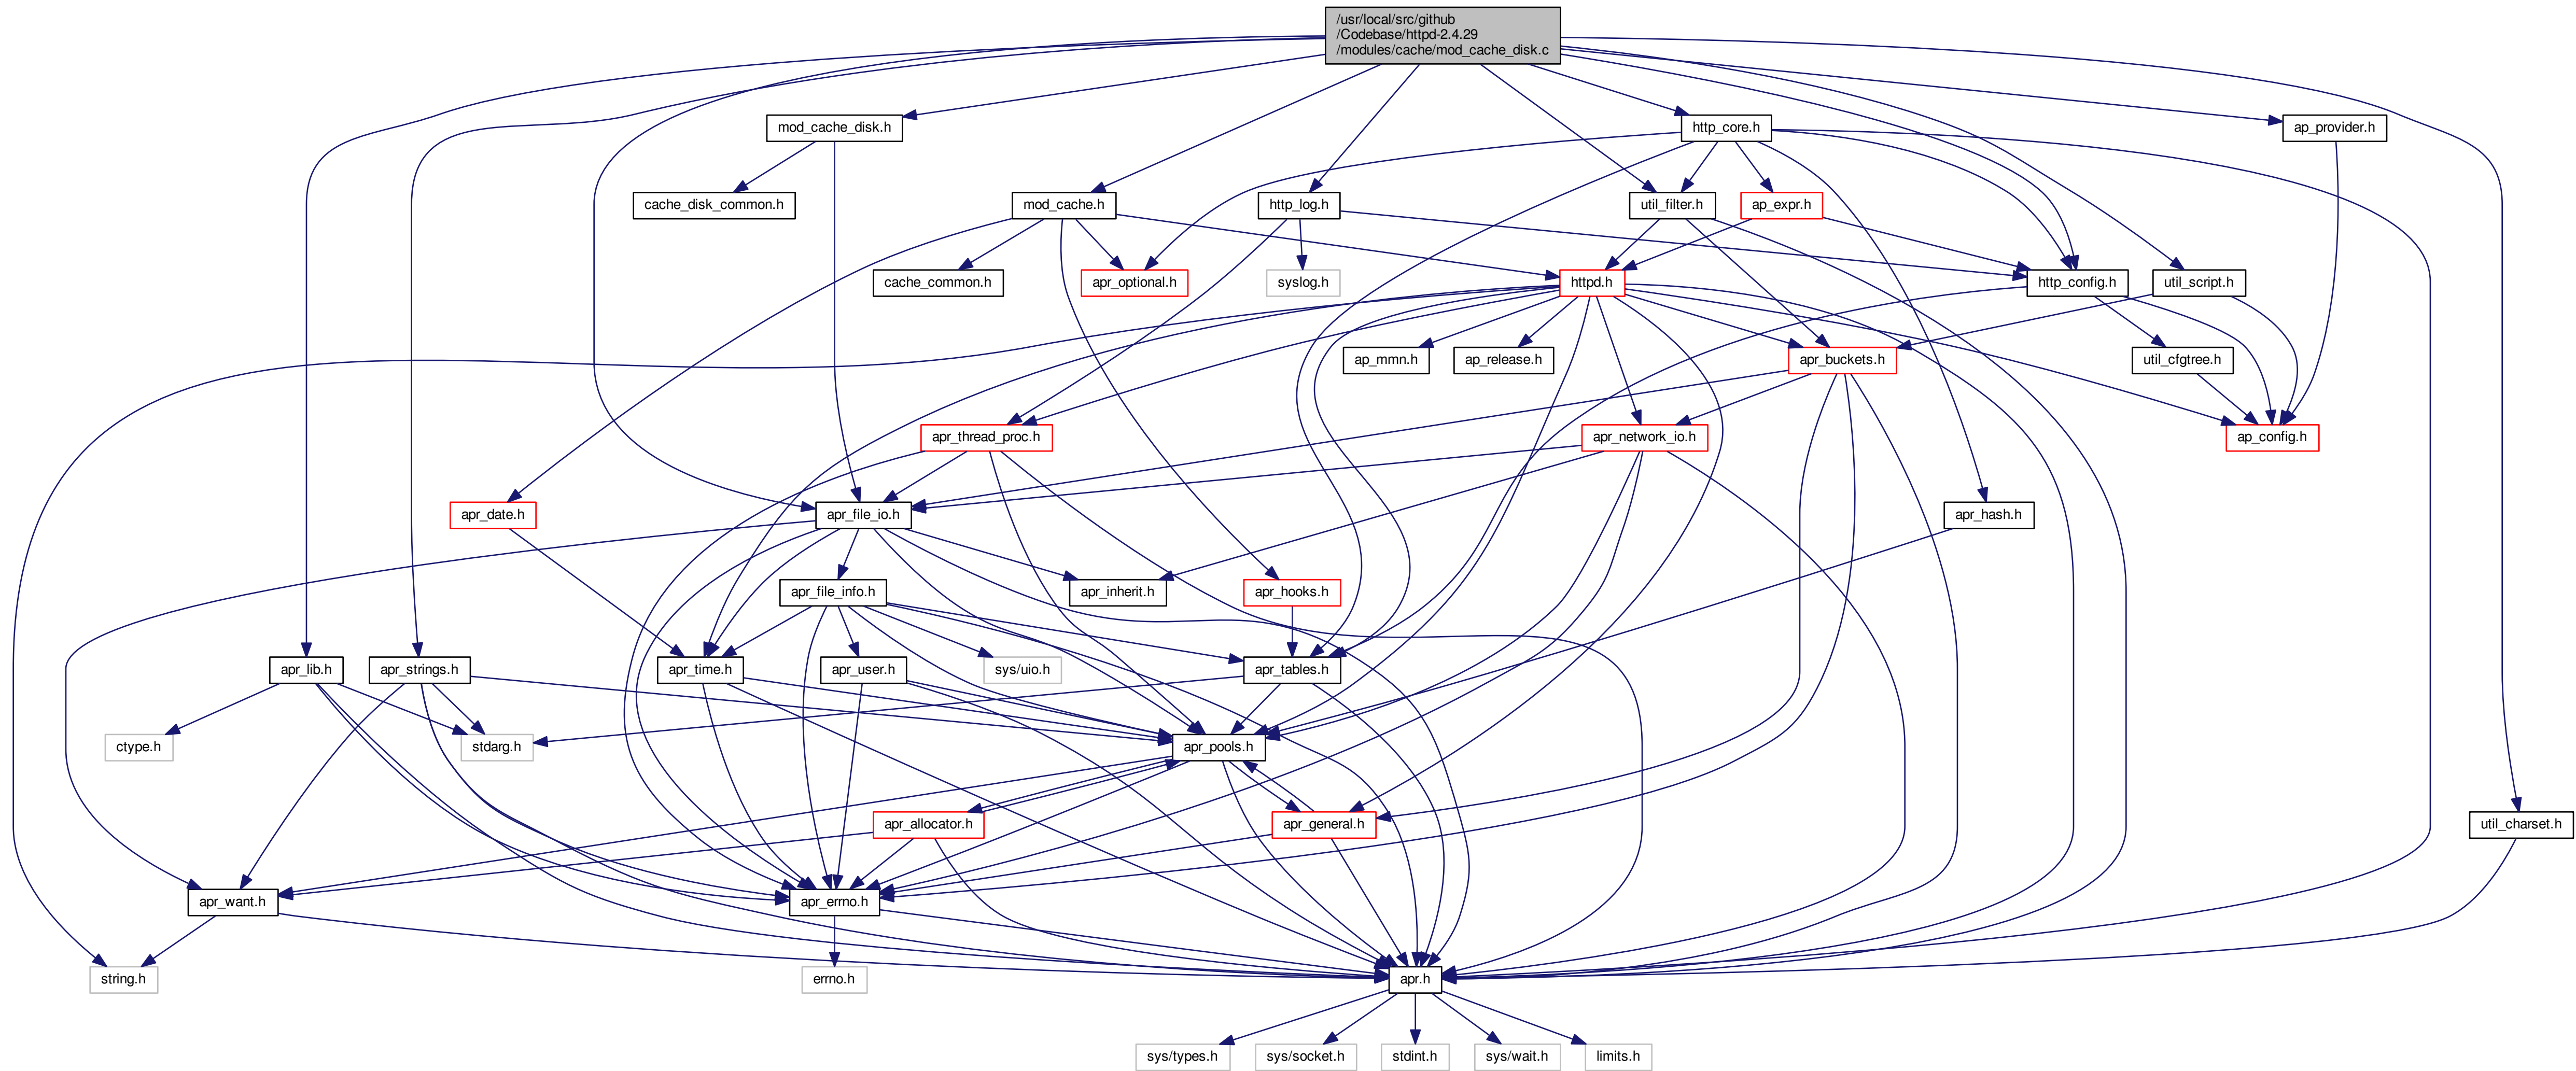 /usr/local/src/github
/Codebase/httpd-2.4.29
/modules/cache/mod_cache_disk.c
mod_cache_disk.h
http_core.h
ap_provider.h
cache_disk_common.h
mod_cache.h
http_log.h
util_filter.h
ap_expr.h
cache_common.h
apr_optional.h
syslog.h
httpd.h
http_config.h
util_script.h
ap_mmn.h
ap_release.h
apr_buckets.h
util_cfgtree.h
apr_thread_proc.h
apr_network_io.h
ap_config.h
apr_date.h
apr_file_io.h
apr_hash.h
apr_file_info.h
apr_inherit.h
apr_hooks.h
apr_lib.h
apr_strings.h
apr_time.h
apr_user.h
sys/uio.h
apr_tables.h
ctype.h
stdarg.h
apr_pools.h
apr_allocator.h
apr_general.h
util_charset.h
apr_want.h
apr_errno.h
string.h
errno.h
apr.h
sys/types.h
sys/socket.h
stdint.h
sys/wait.h
limits.h